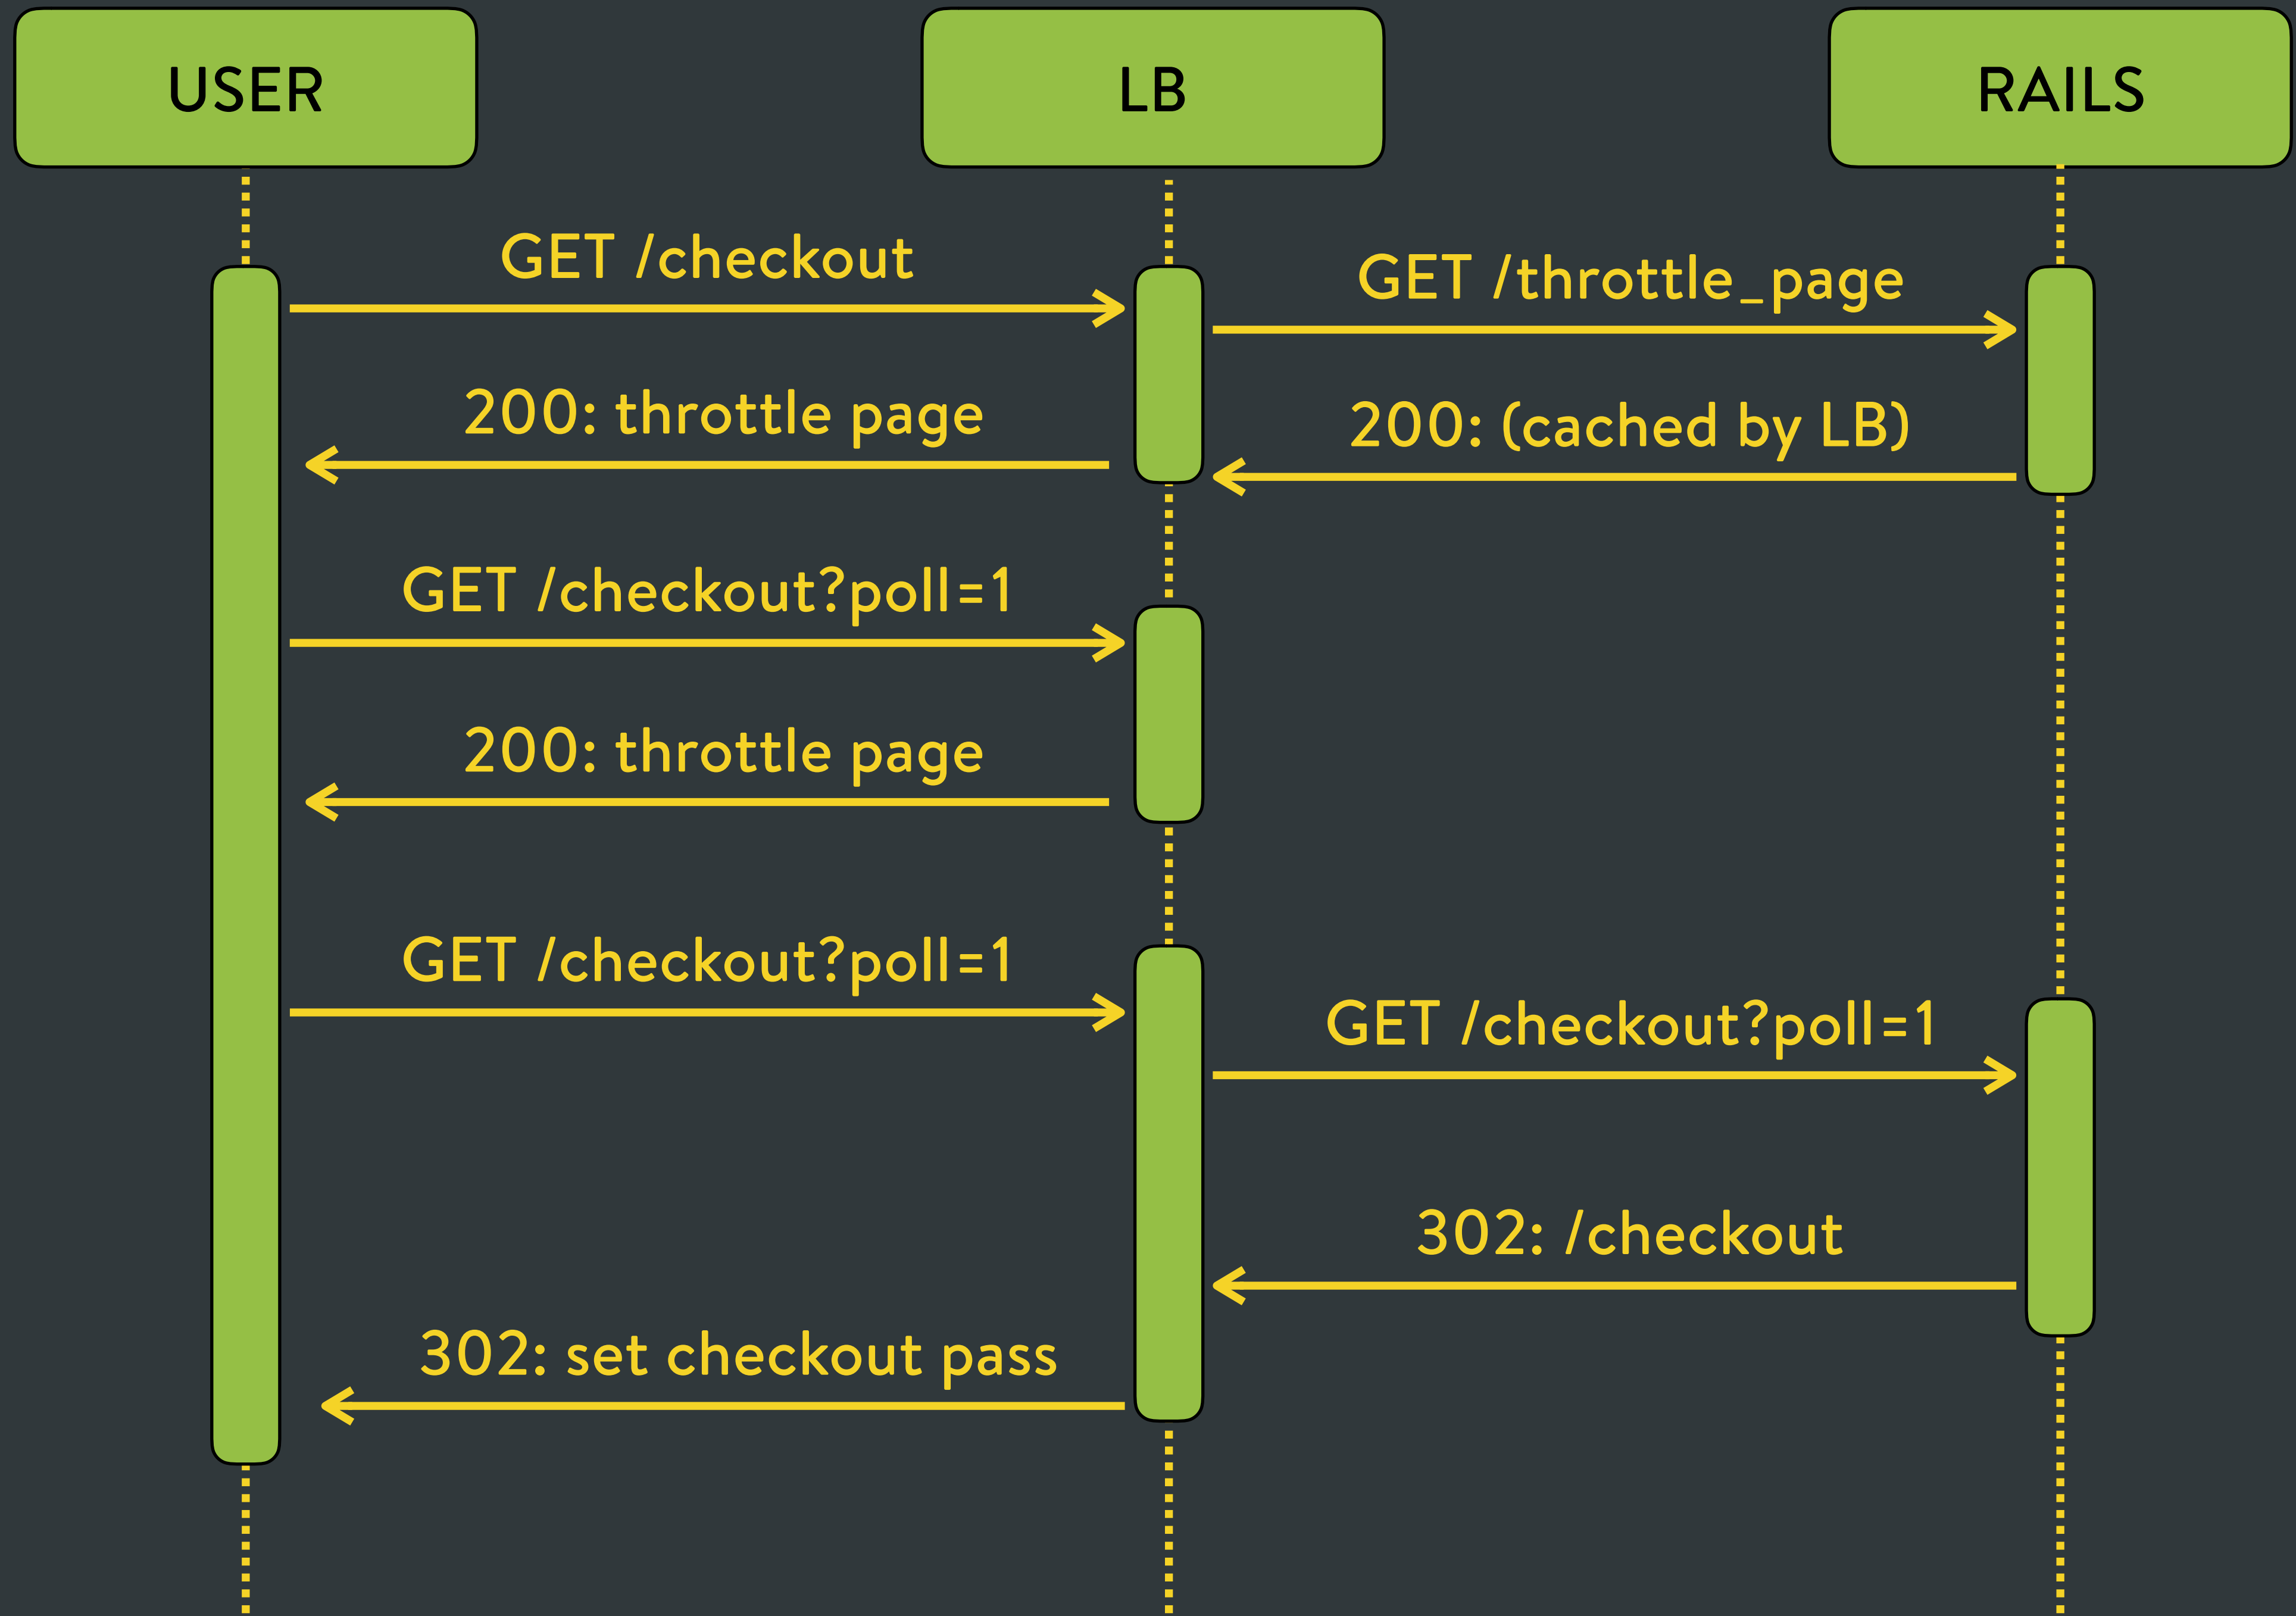 USER
LB
RAILS
GET /checkout
GET /throttle_page
200: throttle page
200: (cached by LB)
GET /checkout?poll=1
200: throttle page
GET /checkout?poll=1
GET /checkout?poll=1
302: /checkout
302: set checkout pass